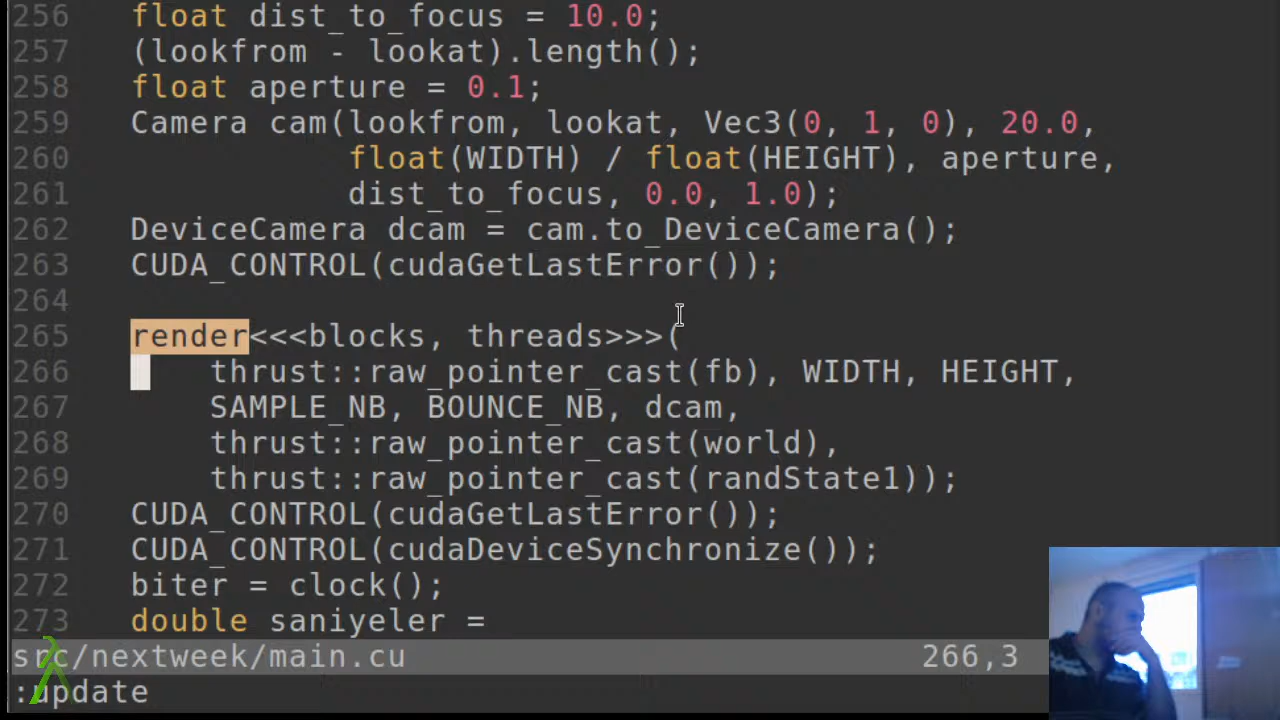 256 float dist_to_focus = 10.0;
257 (lookfrom - lookat).length();
258 float aperture = 0.1;
259 Camera cam(lookfrom, lookat, Vec3(0, 1, 0), 20.0,
260 float(WIDTH) / float(HEIGHT), aperture,
261 dist_to_focus, 0.0, 1.0);
262 DeviceCamera dcam = cam.to_DeviceCamera();
263 CUDA_CONTROL(cudaGetLastError());
264
265 render<<<blocks, threads>>>(
266 thrust::raw_pointer_cast(fb), WIDTH, HEIGHT,
267 SAMPLE_NB, BOUNCE_NB, dcam,
268 thrust::raw_pointer_cast(world),
269 thrust::raw_pointer_cast(randState1));
270 CUDA_CONTROL(cudaGetLastError());
271 CUDA_CONTROL(cudaDeviceSynchronize());
272 biter = clock();
273 double saniyeler =
src/nextweek/main.cu 266,3
:update